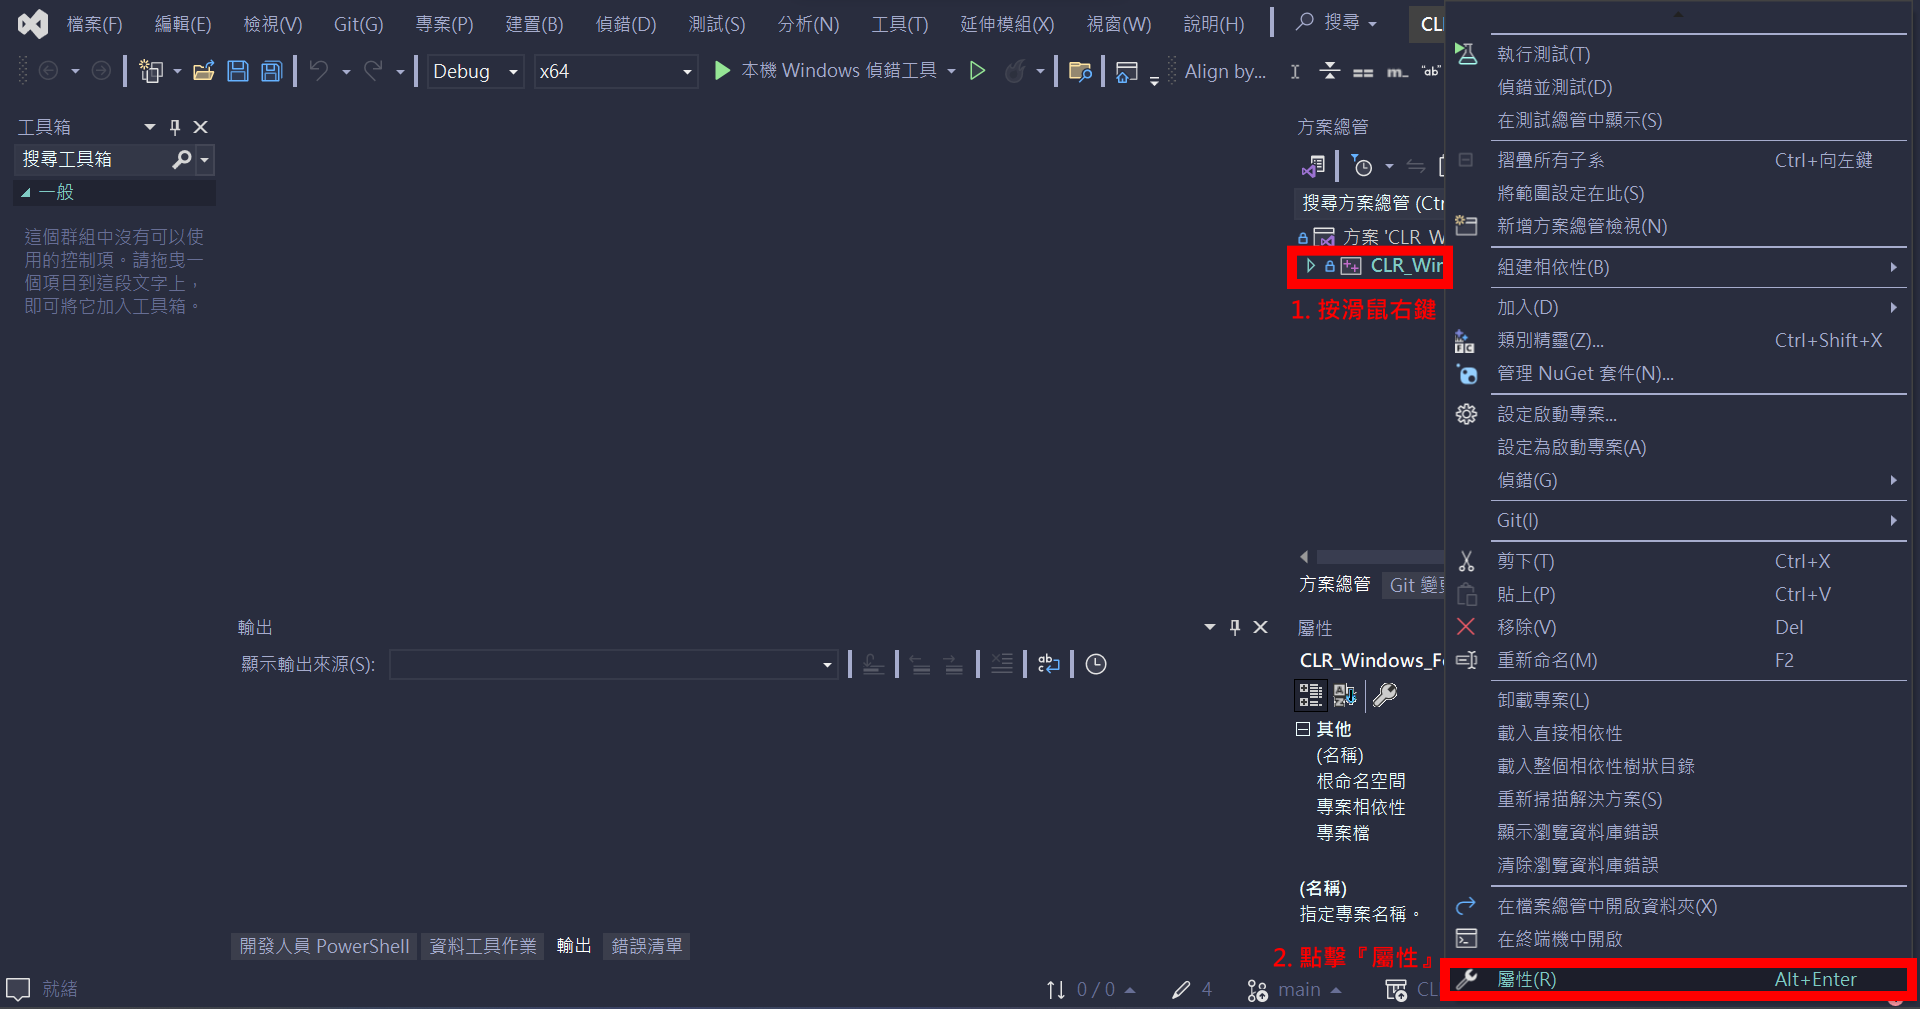 檔案(F) 編輯(E) 檢視(V) Git(G) 專案(P) 建置(B) 偵錯(D) 測試(S) 分析(N) 工具(T) 延伸模組(X) 視窗(W) 說明(H) 搜尋
Debug x64 本機 Windows 偵錯工具 Align by...
工具箱
搜尋工具箱
一般
這個群組中沒有可以使
用的控制項。請拖曳一
個項目到這段文字上，
即可將它加入工具箱。
方案總管
搜尋方案總管 (Ctr
方案 'CLR_W
CLR_Win
1. 按滑鼠右鍵
方案總管 Git
輸出
顯示輸出來源(S):
屬性
CLR_Windows_Fo
其他
(名稱)
根命名空間
專案相依性
專案檔
(名稱)
指定專案名稱。
2. 點擊『屬性』
開發人員 PowerShell 資料工具作業 輸出 錯誤清單
就緒 0 / 0 4 main
執行測試(T)
偵錯並測試(D)
在測試總管中顯示(S)
摺疊所有子系 Ctrl+向左鍵
將範圍設定在此(S)
新增方案總管檢視(N)
組建相依性(B)
加入(D)
類別精靈(Z)... Ctrl+Shift+X
管理 NuGet 套件(N)...
設定啟動專案...
設定為啟動專案(A)
偵錯(G)
Git(I)
剪下(T) Ctrl+X
貼上(P) Ctrl+V
移除(V) Del
重新命名(M) F2
卸載專案(L)
載入直接相依性
載入整個相依性樹狀目錄
重新掃描解決方案(S)
顯示瀏覽資料庫錯誤
清除瀏覽資料庫錯誤
在檔案總管中開啟資料夾(X)
在終端機中開啟
屬性(R) Alt+Enter